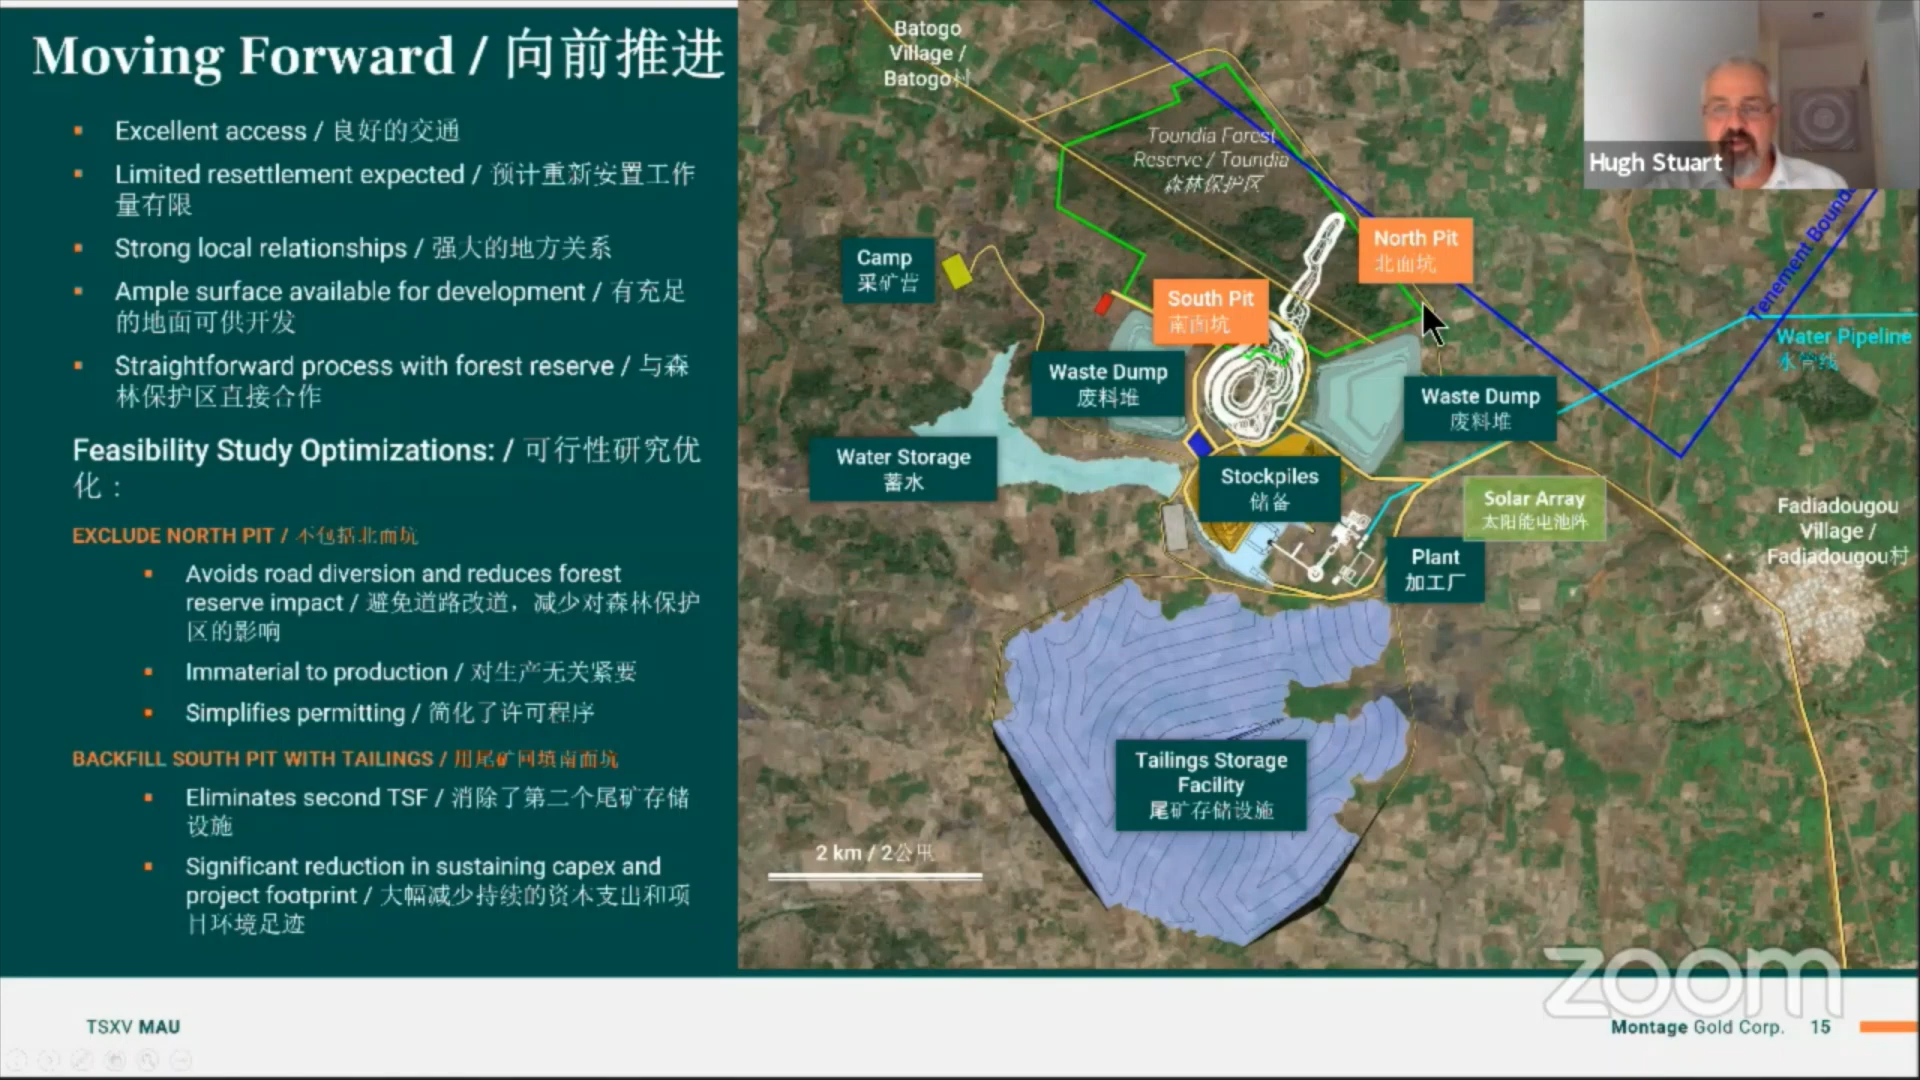 Moving Forward / 向前推进
Excellent access / 良好的交通
Limited resettlement expected / 预计重新安置工作
量有限
Strong local relationships / 强大的地方关系
Ample surface available for development / 有充足
的地面可供开发
Straightforward process with forest reserve / 与森
林保护区直接合作
Feasibility Study Optimizations: / 可行性研究优
化：
EXCLUDE NORTH PIT / 不包括北面坑
Avoids road diversion and reduces forest
reserve impact / 避免道路改道，减少对森林保护
区的影响
Immaterial to production / 对生产无关紧要
Simplifies permitting / 简化了许可程序
BACKFILL SOUTH PIT WITH TAILINGS / 用尾矿回填南面坑
Eliminates second TSF / 消除了第二个尾矿存储
设施
Significant reduction in sustaining capex and
project footprint / 大幅减少持续的资本支出和项
目环境足迹
Batogo
Village /
Batogo村
Toundia Forest
Reserve / Toundia
森林保护区
Hugh Stuart
North Pit
北面坑
Camp
采矿营
South Pit
南面坑
Tenement Bound
Water Pipeline
水管线
Waste Dump
废料堆
Waste Dump
废料堆
Water Storage
蓄水
Stockpiles
储备
Solar Array
太阳能电池阵
Fadiadougou
Village /
Fadiadougou村
Plant
加工厂
Tailings Storage
Facility
尾矿存储设施
2 km / 2公里
zoom
TSXV MAU
Montage Gold Corp. 15